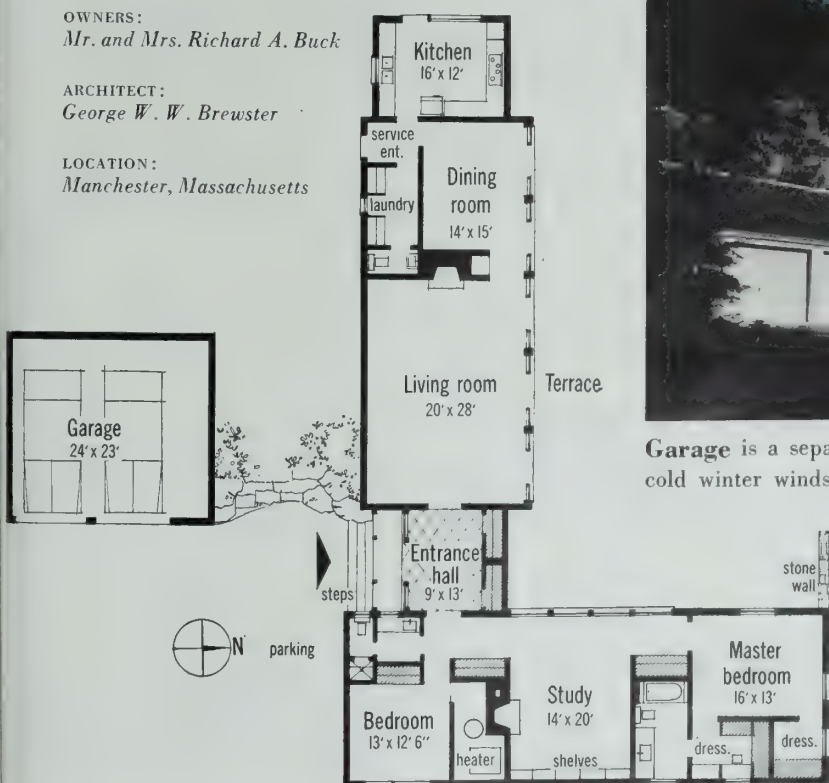 OWNERS:
Mr. and Mrs. Richard A. Buck
ARCHITECT:
George W. W. Brewster
LOCATION:
Manchester, Massachusetts
Kitchen
16' x 12'
service
ent.
laundry
Dining
room
14' x 15'
Living room
20' x 28'
Terrace
Garage
24' x 23'
Garage is a sepa
cold winter winds
Entrance
hall
9' x 13'
steps
stone
wall
N
parking
Bedroom
13' x 12' 6"
heater
Study
14' x 20'
shelves
Master
bedroom
16' x 13'
dress.
dress.